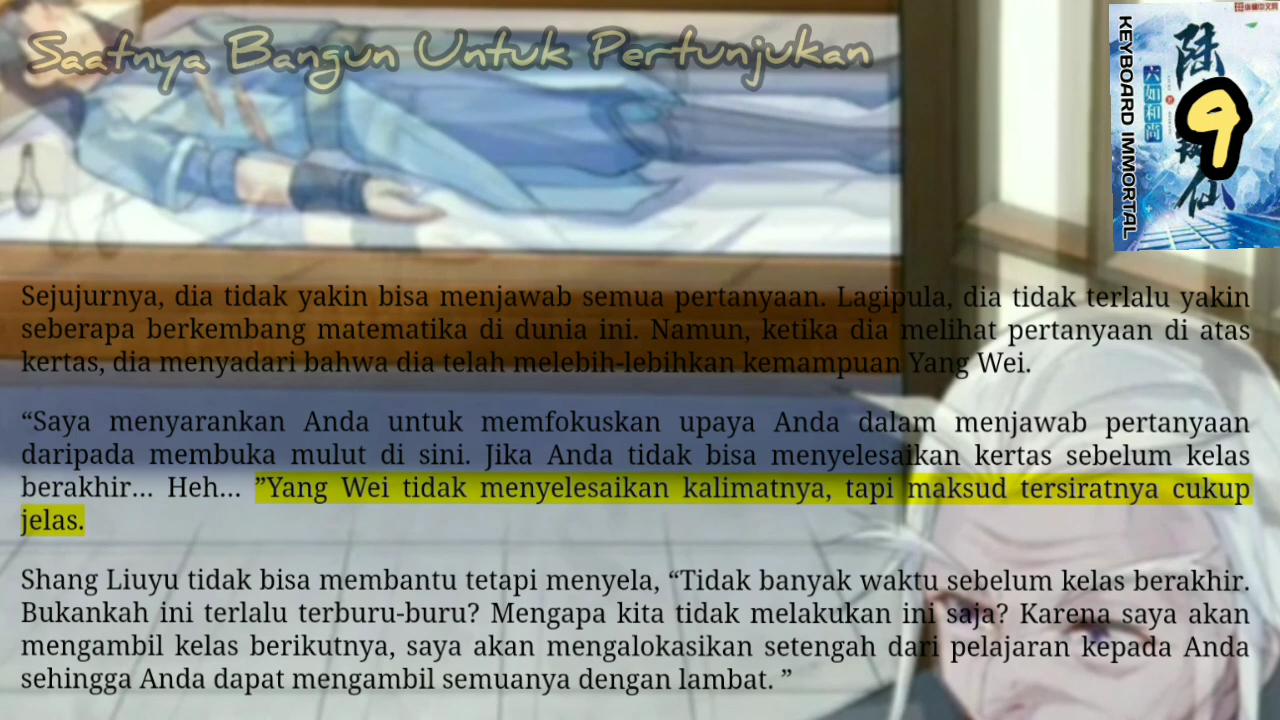 Saatnya Bangun Untuk Pertunjukan
KEYBOARD IMMORTAL
陆
仙
六如和尚
9
Sejujurnya, dia tidak yakin bisa menjawab semua pertanyaan. Lagipula, dia tidak terlalu yakin
seberapa berkembang matematika di dunia ini. Namun, ketika dia melihat pertanyaan di atas
kertas, dia menyadari bahwa dia telah melebih-lebihkan kemampuan Yang Wei.
“Saya menyarankan Anda untuk memfokuskan upaya Anda dalam menjawab pertanyaan
daripada membuka mulut di sini. Jika Anda tidak bisa menyelesaikan kertas sebelum kelas
berakhir... Heh... ”Yang Wei tidak menyelesaikan kalimatnya, tapi maksud tersiratnya cukup
jelas.
Shang Liuyu tidak bisa membantu tetapi menyela, “Tidak banyak waktu sebelum kelas berakhir.
Bukankah ini terlalu terburu-buru? Mengapa kita tidak melakukan ini saja? Karena saya akan
mengambil kelas berikutnya, saya akan mengalokasikan setengah dari pelajaran kepada Anda
sehingga Anda dapat mengambil semuanya dengan lambat. ”